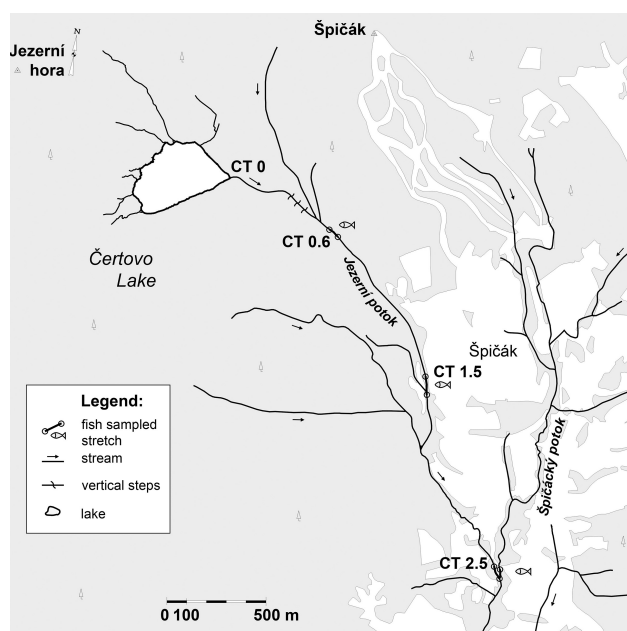 N
Špičák
Jezerní
hora
CT 0
CT 0.6
Čertovo
Lake
Jezerní potok
Špičák
CT 1.5
Legend:
fish sampled
stretch
stream
vertical steps
lake
Špičácký potok
CT 2.5
0 100 500 m